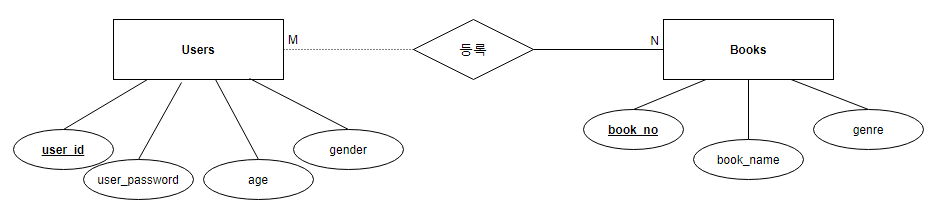 Users
M
등록
N
Books
user_id
user_password
age
gender
book_no
book_name
genre